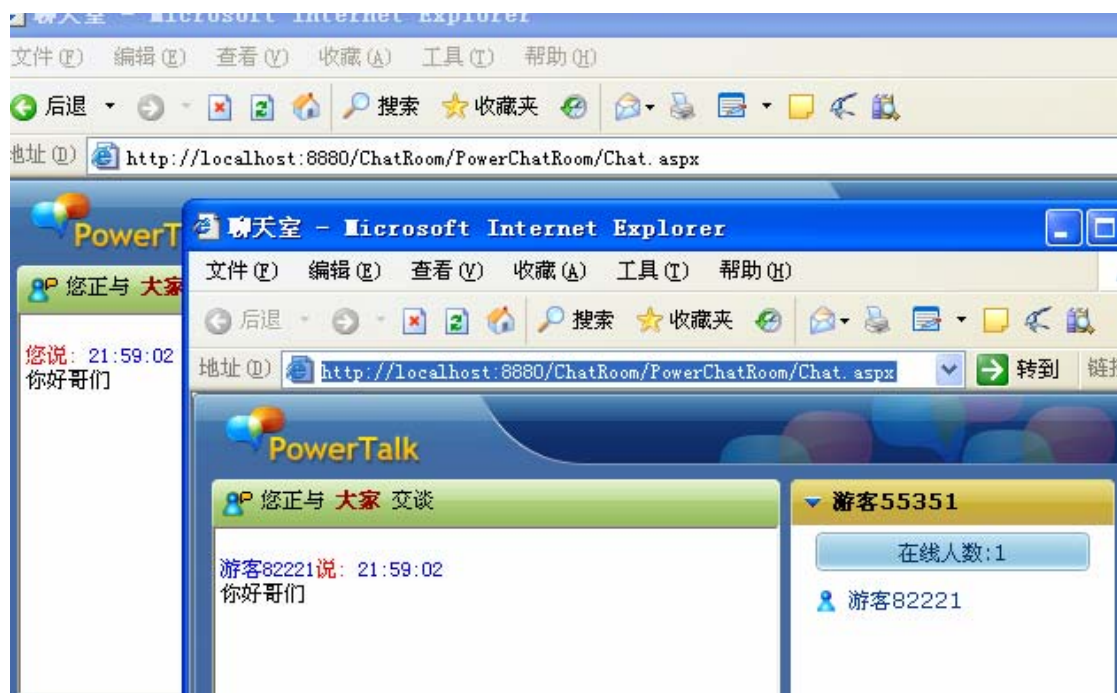 聊天室 - Microsoft Internet Explorer
文件(F) 编辑(E) 查看(V) 收藏(A) 工具(T) 帮助(H)
后退 搜索 收藏夹
地址(D) http://localhost:8880/ChatRoom/PowerChatRoom/Chat.aspx
PowerT
您正与 大家
您说: 21:59:02
你好哥们
聊天室 - Microsoft Internet Explorer
文件(F) 编辑(E) 查看(V) 收藏(A) 工具(T) 帮助(H)
后退 搜索 收藏夹
地址(D) http://localhost:8880/ChatRoom/PowerChatRoom/Chat.aspx 转到 链接
PowerTalk
您正与 大家 交谈
游客82221说: 21:59:02
你好哥们
游客55351
在线人数:1
游客82221